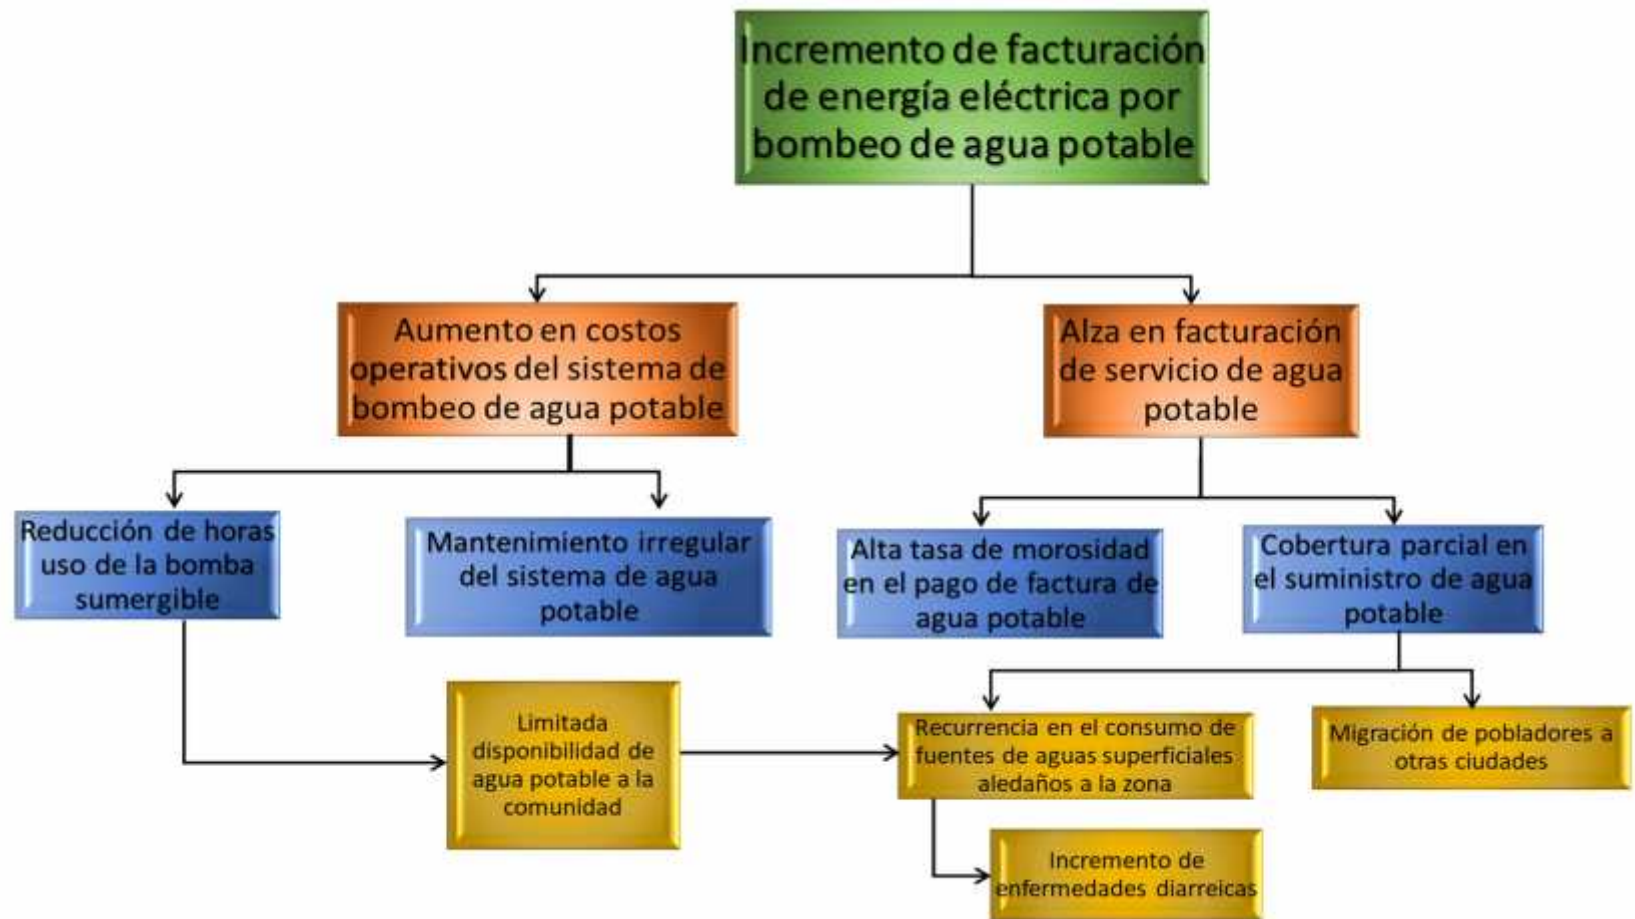 Incremento de facturación
de energía eléctrica por
bombeo de agua potable
Aumento en costos
operativos del sistema de
bombeo de agua potable
Alza en facturación
de servicio de agua
potable
Reducción de horas
uso de la bomba
sumergible
Mantenimiento irregular
del sistema de agua
potable
Alta tasa de morosidad
en el pago de factura de
agua potable
Cobertura parcial en
el suministro de agua
potable
Limitada
disponibilidad de
agua potable a la
comunidad
Recurrencia en el consumo de
fuentes de aguas superficiales
aledaños a la zona
Migración de pobladores a
otras ciudades
Incremento de
enfermedades diarreicas